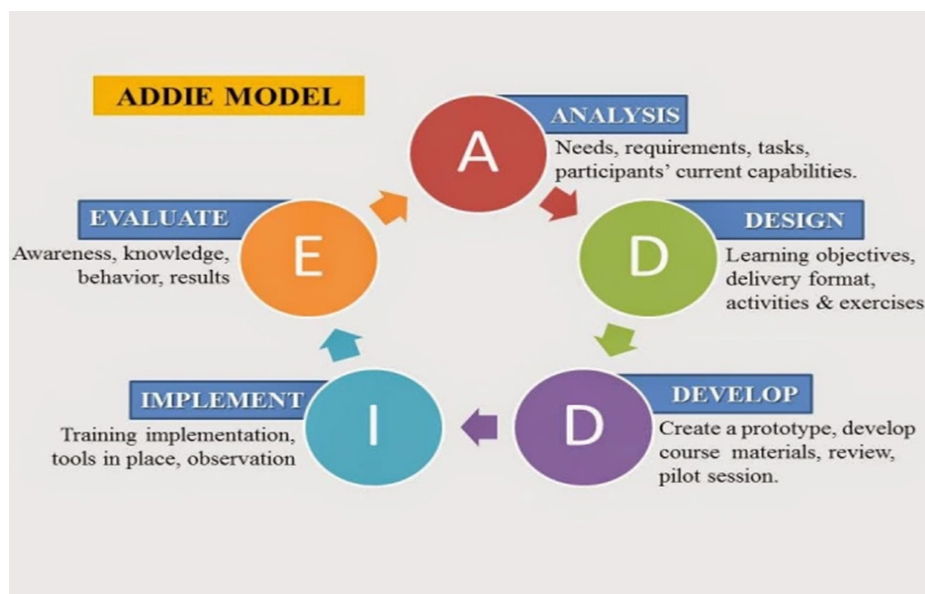 ADDIE MODEL
A
ANALYSIS
Needs, requirements, tasks,
participants' current capabilities.
D
DESIGN
Learning objectives,
delivery format,
activities & exercises
D
DEVELOP
Create a prototype, develop
course materials, review,
pilot session.
I
IMPLEMENT
Training implementation,
tools in place, observation
E
EVALUATE
Awareness, knowledge,
behavior, results